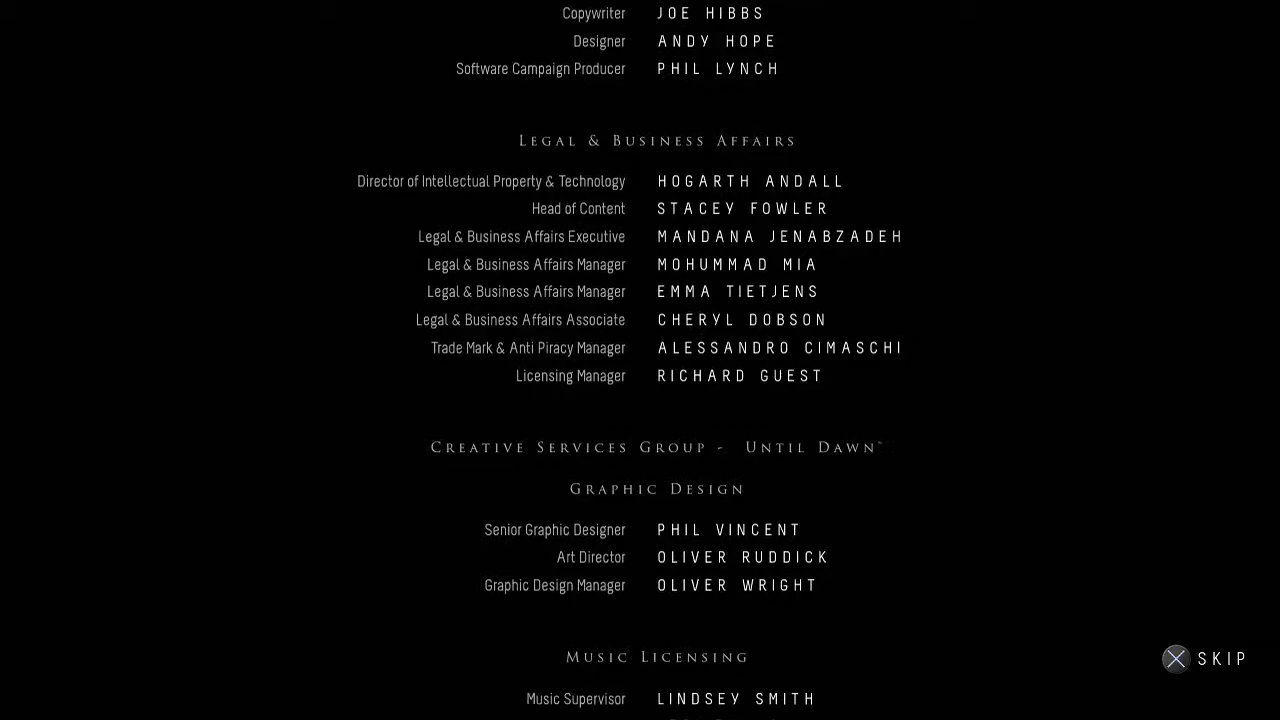 Copywriter JOE HIBBS
Designer ANDY HOPE
Software Campaign Producer PHIL LYNCH
LEGAL & BUSINESS AFFAIRS
Director of Intellectual Property & Technology HOGARTH ANDALL
Head of Content STACEY FOWLER
Legal & Business Affairs Executive MANDANA JENABZADEH
Legal & Business Affairs Manager MOHUMMAD MIA
Legal & Business Affairs Manager EMMA TIETJENS
Legal & Business Affairs Associate CHERYL DOBSON
Trade Mark & Anti Piracy Manager ALESSANDRO CIMASCHI
Licensing Manager RICHARD GUEST
CREATIVE SERVICES GROUP - UNTIL DAWN™
GRAPHIC DESIGN
Senior Graphic Designer PHIL VINCENT
Art Director OLIVER RUDDICK
Graphic Design Manager OLIVER WRIGHT
MUSIC LICENSING
SKIP
Music Supervisor LINDSEY SMITH